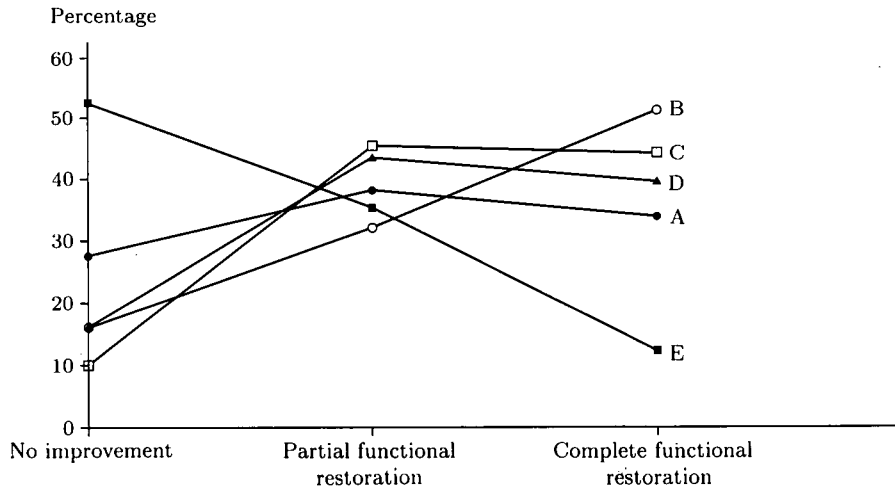 Percentage
60
50
40
30
20
10
0
B
C
D
A
E
No improvement
Partial functional
restoration
Complete functional
restoration